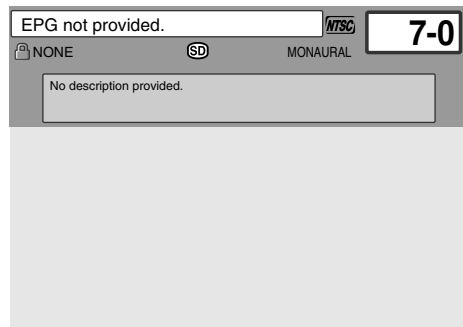 EPG not provided. NTSC 7-0
NONE SD MONAURAL
No description provided.